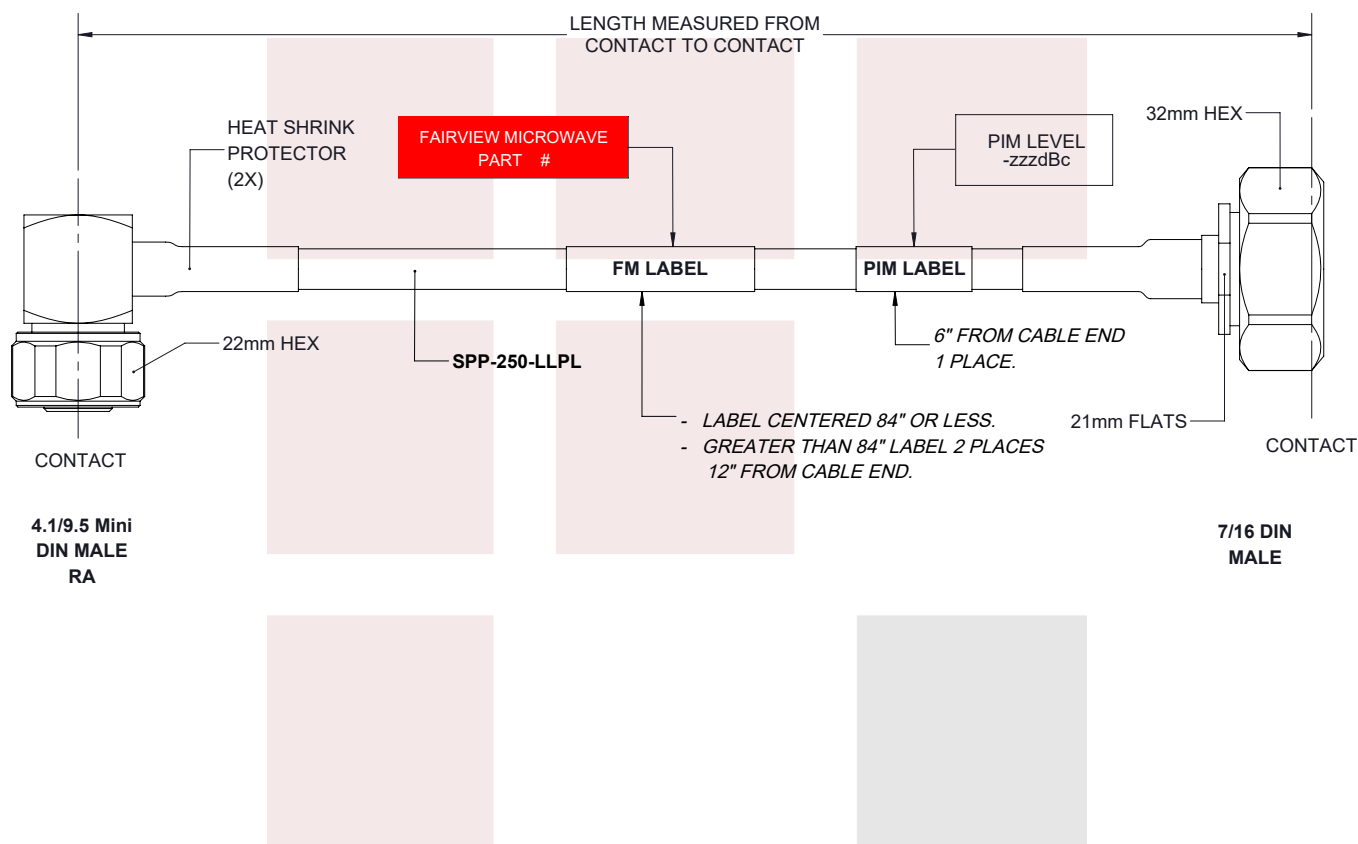 LENGTH MEASURED FROM
CONTACT TO CONTACT
HEAT SHRINK
PROTECTOR
(2X)
FAIRVIEW MICROWAVE
PART #
PIM LEVEL
-zzzdBc
32mm HEX
FM LABEL
PIM LABEL
22mm HEX
SPP-250-LLPL
6" FROM CABLE END
1 PLACE.
- LABEL CENTERED 84" OR LESS.
- GREATER THAN 84" LABEL 2 PLACES
12" FROM CABLE END.
21mm FLATS
CONTACT
CONTACT
4.1/9.5 Mini
DIN MALE
RA
7/16 DIN
MALE